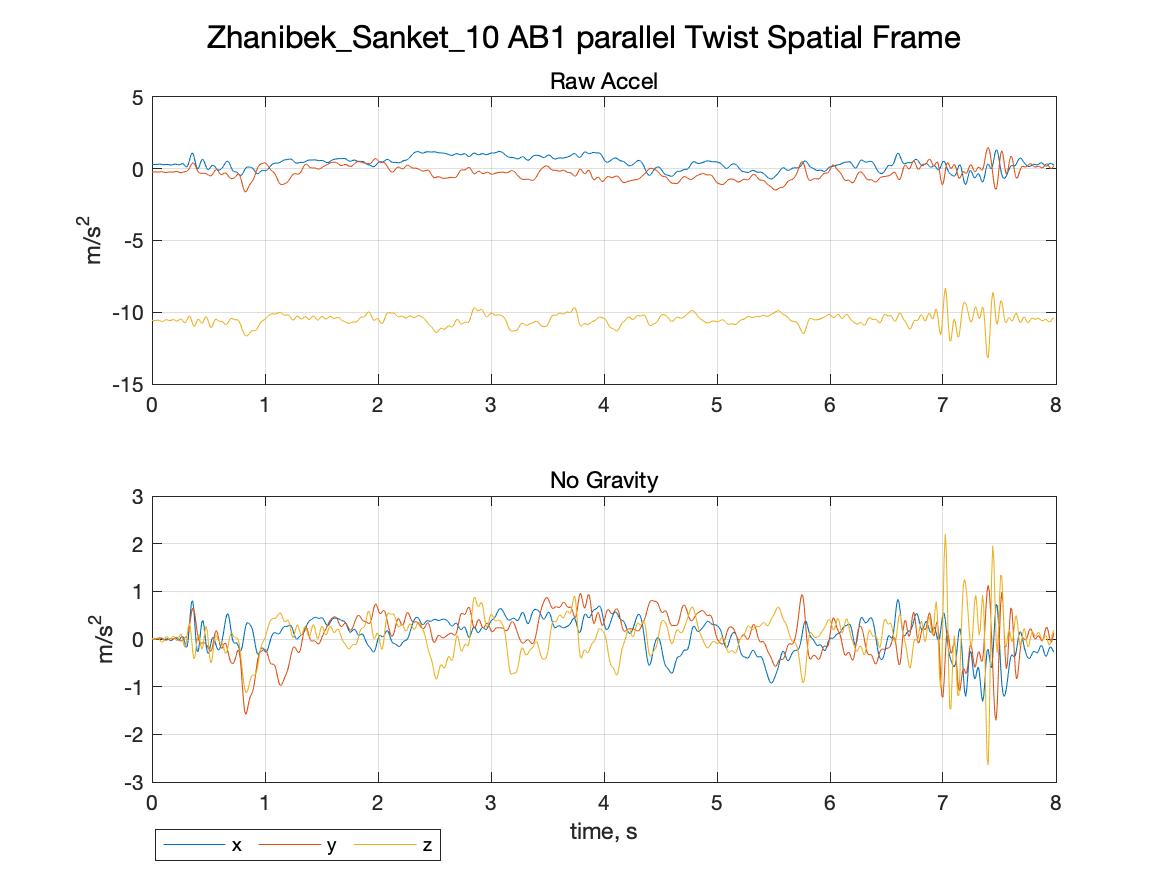 Zhanibek_Sanket_10 AB1 parallel Twist Spatial Frame
Raw Accel
5
0
-5
-10
-15
m/s²
0 1 2 3 4 5 6 7 8
No Gravity
3
2
1
0
-1
-2
-3
m/s²
0 1 2 3 4 5 6 7 8
time, s
x y z